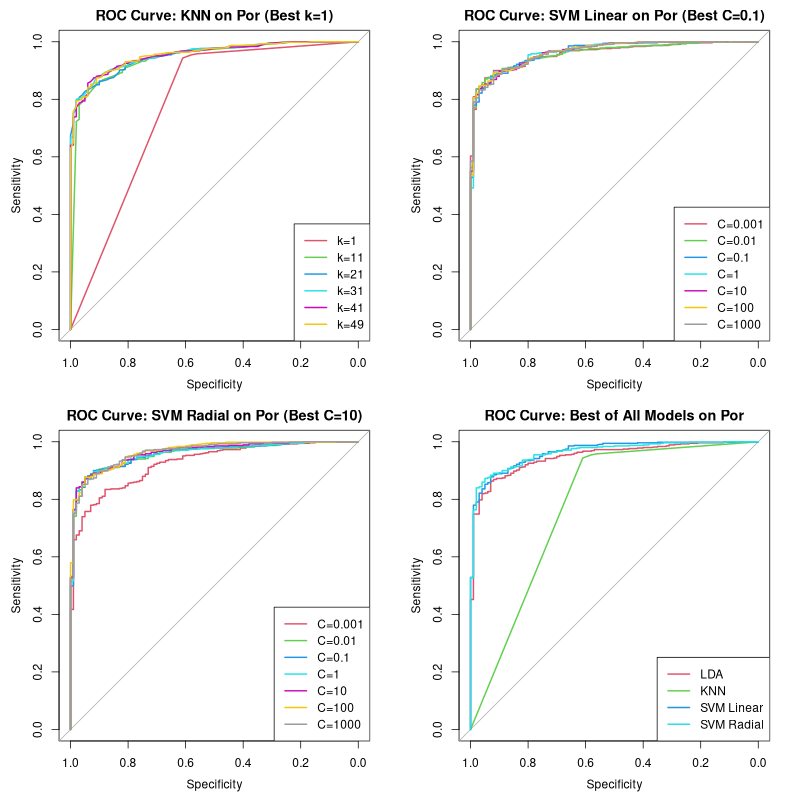 ROC Curve: KNN on Por (Best k=1)
Sensitivity
1.0
0.8
0.6
0.4
0.2
0.0
k=1
k=11
k=21
k=31
k=41
k=49
1.0 0.8 0.6 0.4 0.2 0.0
Specificity
ROC Curve: SVM Linear on Por (Best C=0.1)
Sensitivity
1.0
0.8
0.6
0.4
0.2
0.0
C=0.001
C=0.01
C=0.1
C=1
C=10
C=100
C=1000
1.0 0.8 0.6 0.4 0.2 0.0
Specificity
ROC Curve: SVM Radial on Por (Best C=10)
Sensitivity
1.0
0.8
0.6
0.4
0.2
0.0
C=0.001
C=0.01
C=0.1
C=1
C=10
C=100
C=1000
1.0 0.8 0.6 0.4 0.2 0.0
Specificity
ROC Curve: Best of All Models on Por
Sensitivity
1.0
0.8
0.6
0.4
0.2
0.0
LDA
KNN
SVM Linear
SVM Radial
1.0 0.8 0.6 0.4 0.2 0.0
Specificity